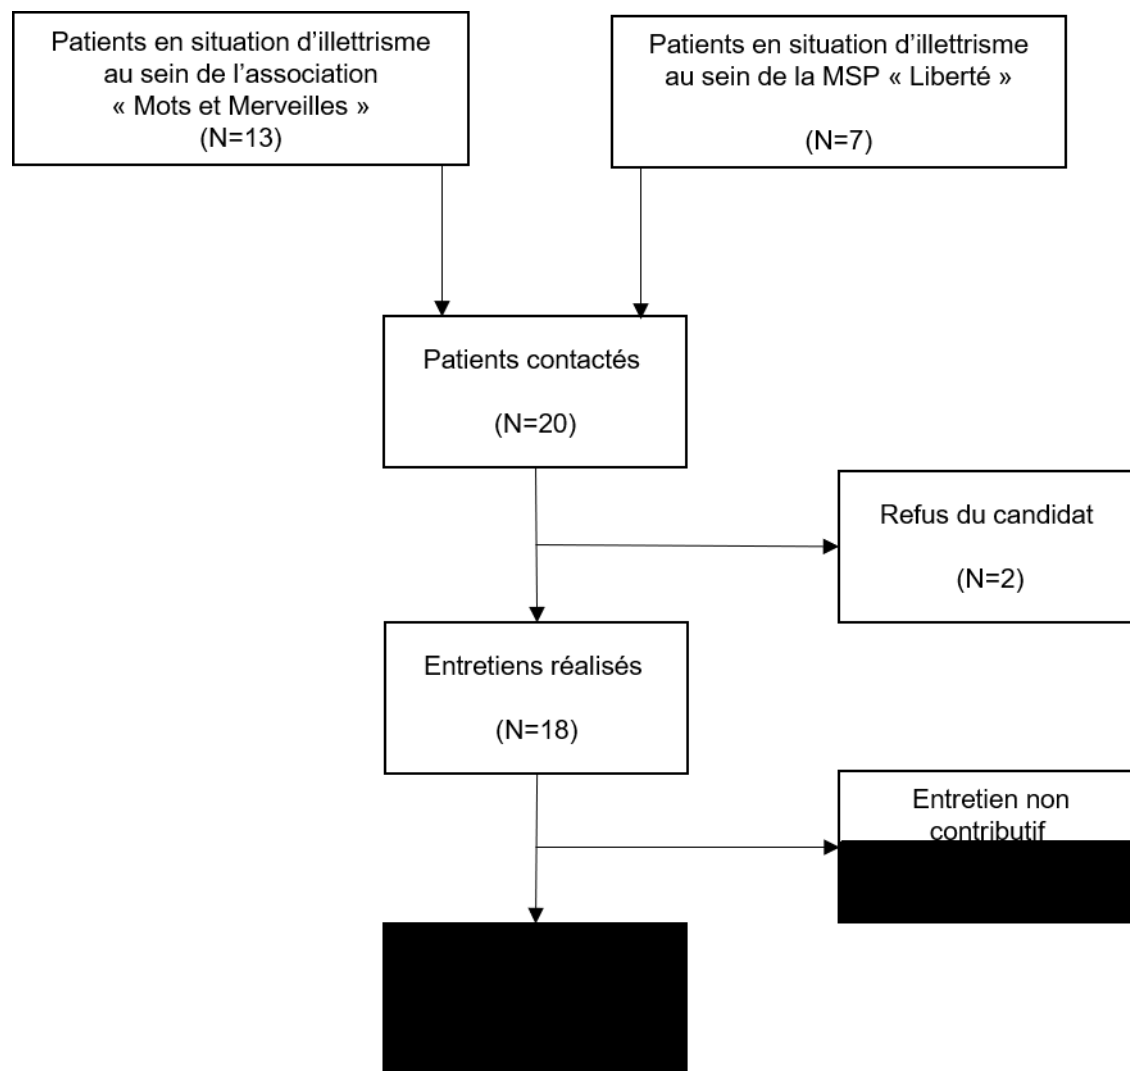 Patients en situation d'illettrisme
au sein de l'association
« Mots et Merveilles »
(N=13)
Patients en situation d'illettrisme
au sein de la MSP « Liberté »
(N=7)
Patients contactés
(N=20)
Refus du candidat
(N=2)
Entretiens réalisés
(N=18)
Entretien non
contributif